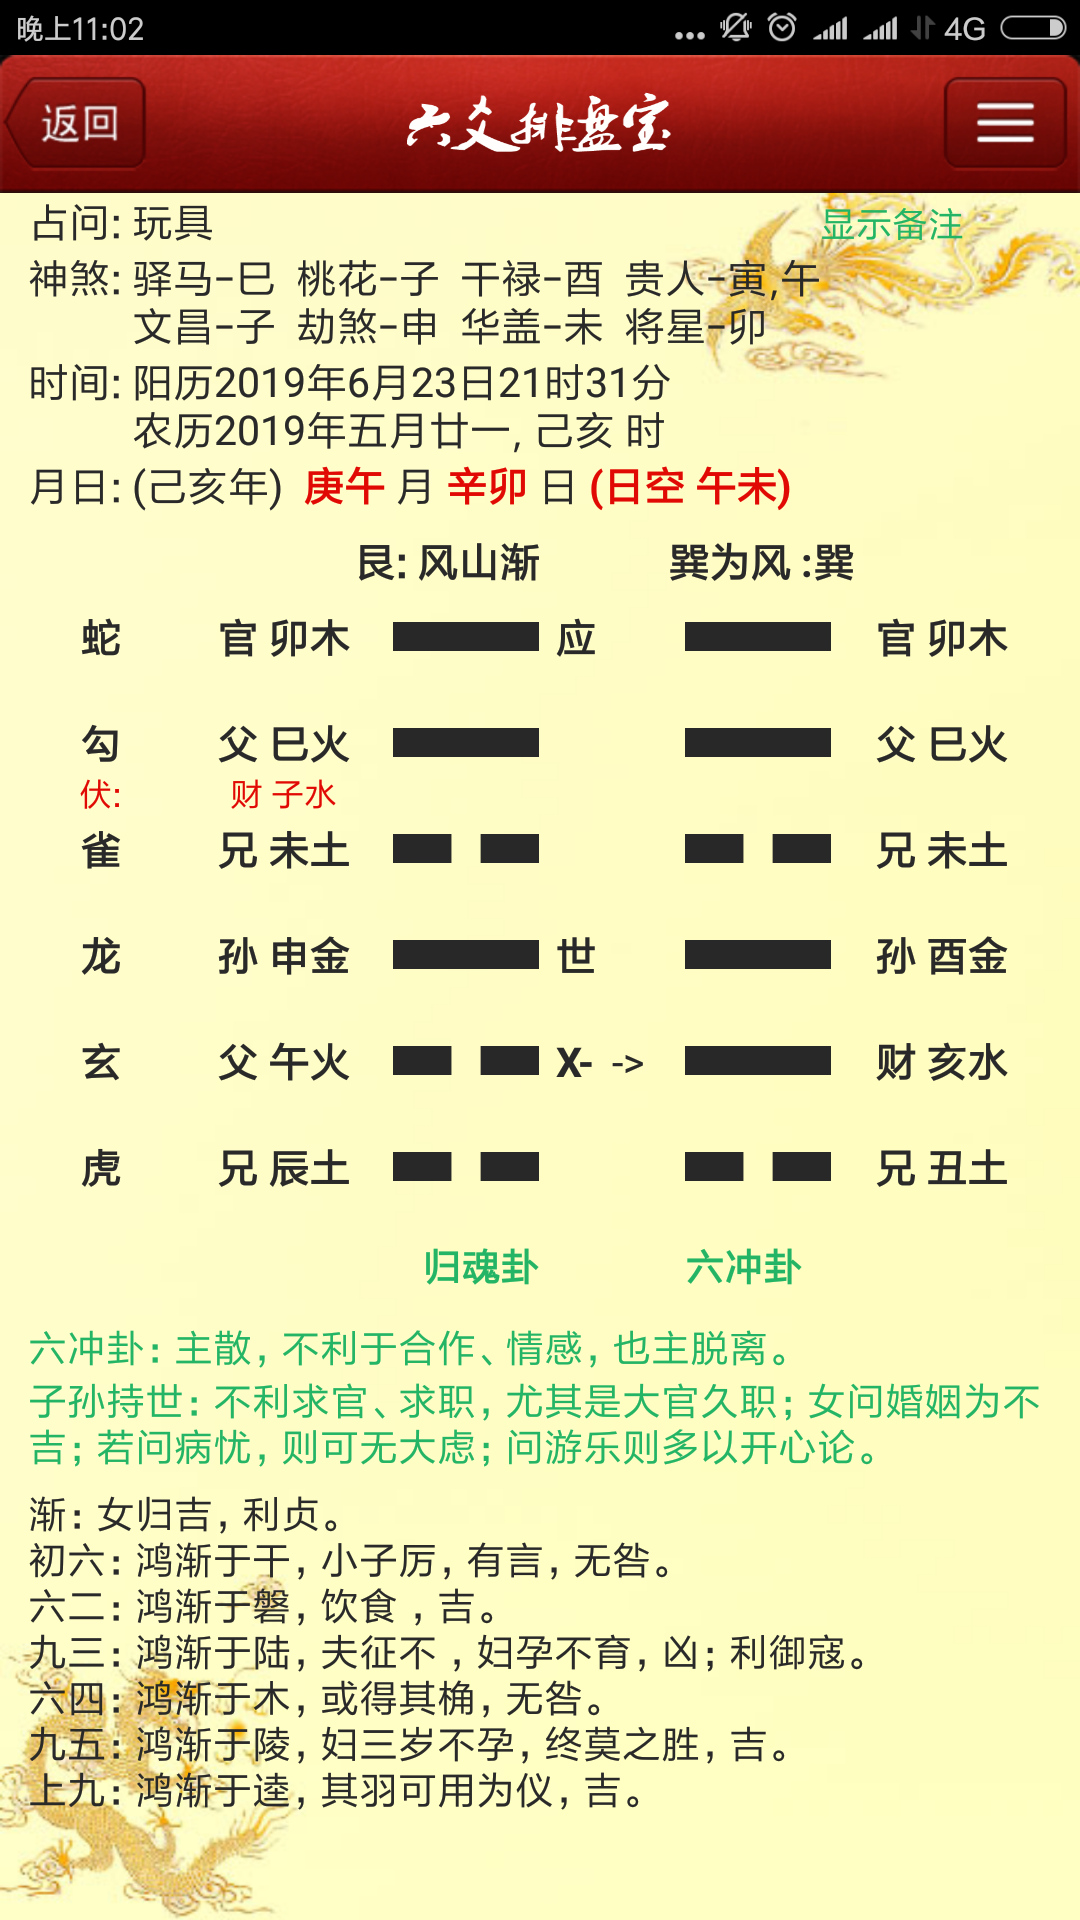 晚上11:02
... 4G
返回
六爻排盘宝
占问: 玩具
显示备注
神煞: 驿马-巳 桃花-子 干禄-酉 贵人-寅,午
文昌-子 劫煞-申 华盖-未 将星-卯
时间: 阳历2019年6月23日21时31分
农历2019年五月廿一, 己亥 时
月日: (己亥年) 庚午 月 辛卯 日 (日空 午未)
艮: 风山渐 巽为风 :巽
蛇 官 卯木 应 官 卯木
勾 父 巳火 父 巳火
伏: 财 子水
雀 兄 未土 兄 未土
龙 孙 申金 世 孙 酉金
玄 父 午火 X- -> 财 亥水
虎 兄 辰土 兄 丑土
归魂卦 六冲卦
六冲卦: 主散, 不利于合作、情感, 也主脱离。
子孙持世: 不利求官、求职, 尤其是大官久职; 女问婚姻为不
吉; 若问病忧, 则可无大虑; 问游乐则多以开心论。
渐: 女归吉, 利贞。
初六: 鸿渐于干, 小子厉, 有言, 无咎。
六二: 鸿渐于磐, 饮食 , 吉。
九三: 鸿渐于陆, 夫征不 , 妇孕不育, 凶; 利御寇。
六四: 鸿渐于木, 或得其桷, 无咎。
九五: 鸿渐于陵, 妇三岁不孕, 终莫之胜, 吉。
上九: 鸿渐于逵, 其羽可用为仪, 吉。